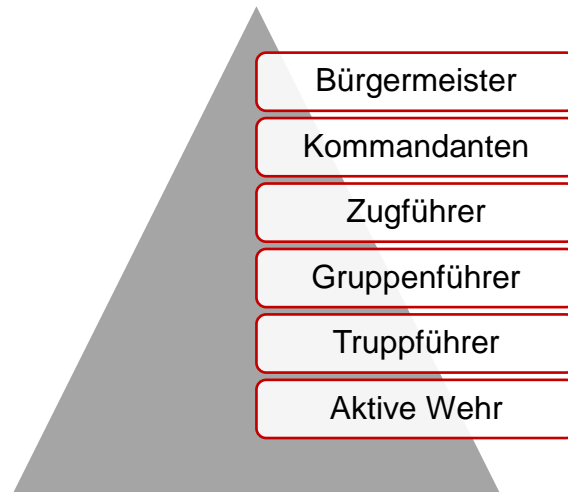 Bürgermeister
Kommandanten
Zugführer
Gruppenführer
Truppführer
Aktive Wehr